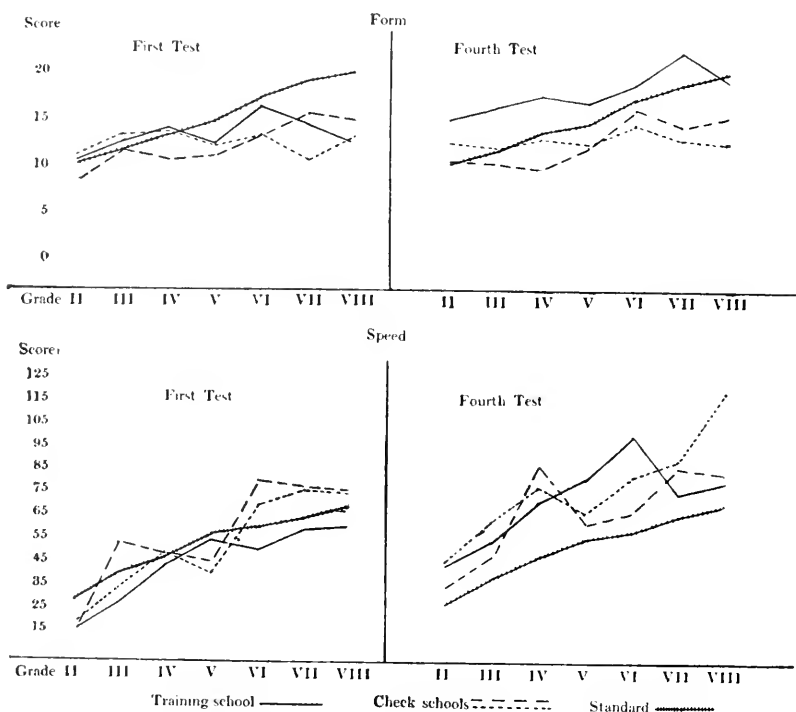 Score Form
First Test Fourth Test
20
15
10
5
0
Grade II III IV V VI VII VIII II III IV V VI VII VIII
Speed
Score
125
115
105
95
85
75
65
55
45
35
25
15
First Test Fourth Test
Grade II III IV V VI VII VIII II III IV V VI VII VIII
Training school Check schools Standard